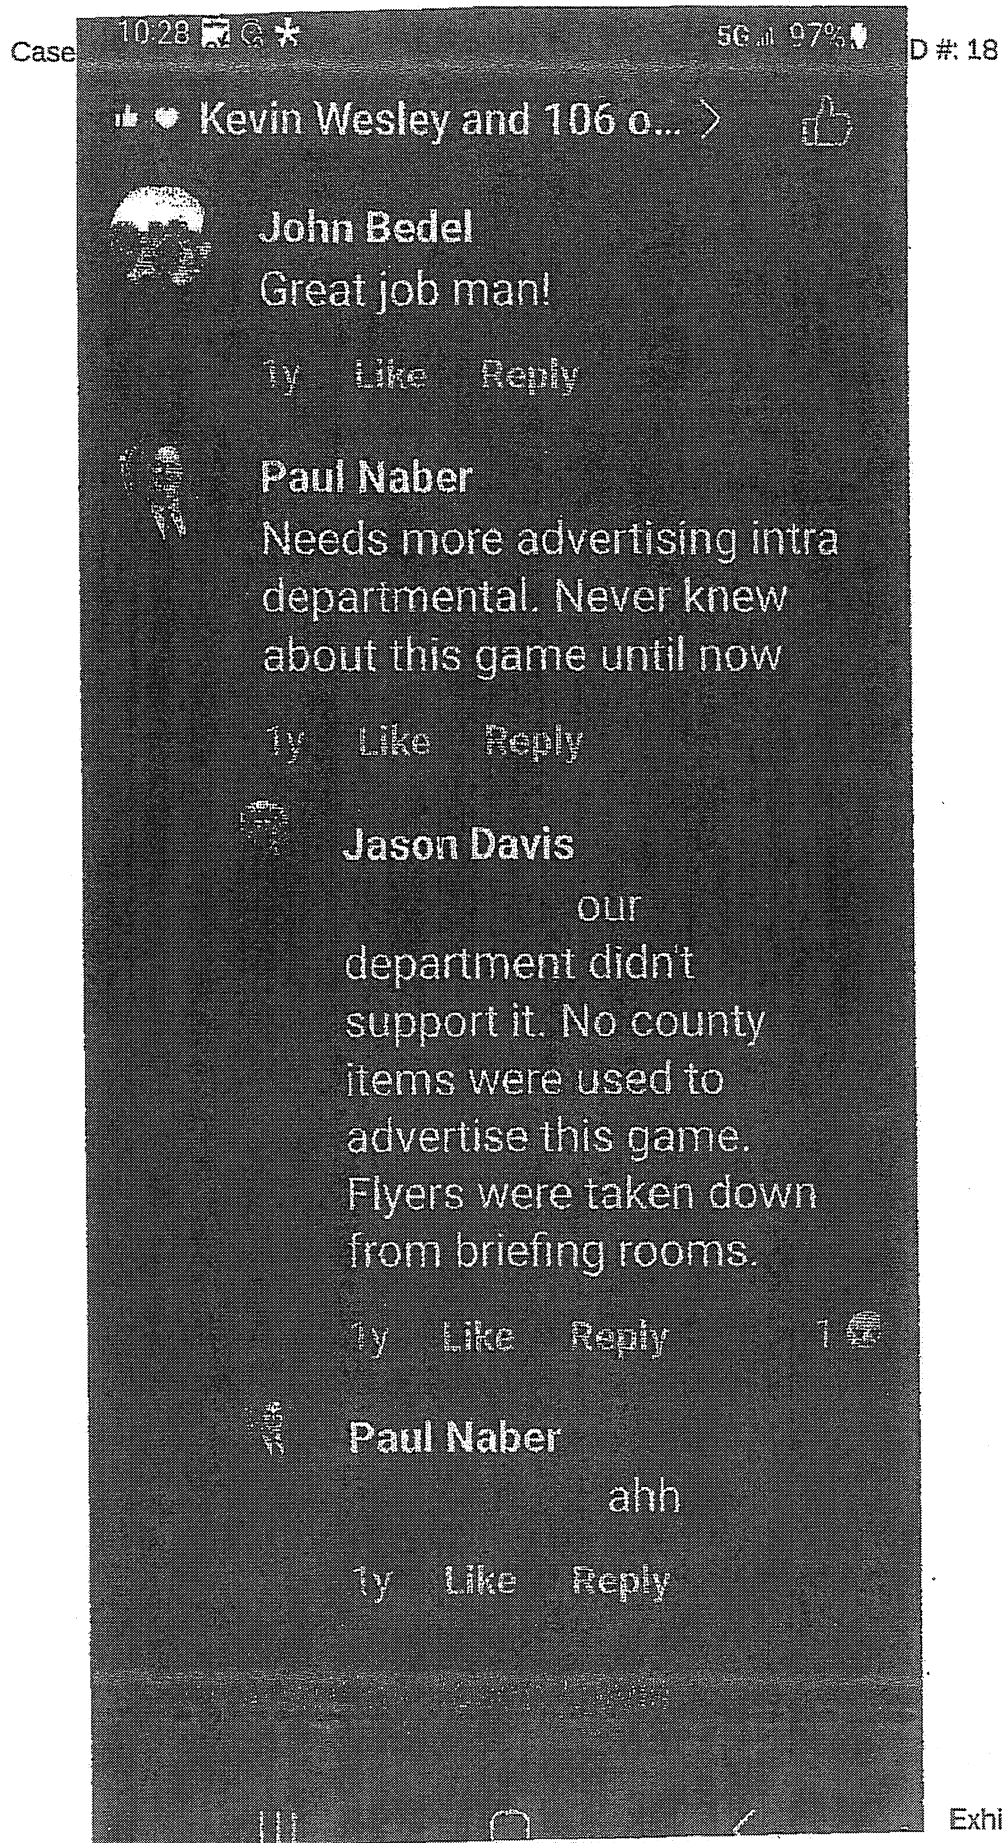 10:28
5G 97%
Case
D #: 18
Kevin Wesley and 106 o...
John Bedel
Great job man!
1y Like Reply
Paul Naber
Needs more advertising intra
departmental. Never knew
about this game until now
1y Like Reply
Jason Davis
our
department didn't
support it. No county
items were used to
advertise this game.
Flyers were taken down
from briefing rooms.
1y Like Reply 1
Paul Naber
ahh
1y Like Reply
Exhi